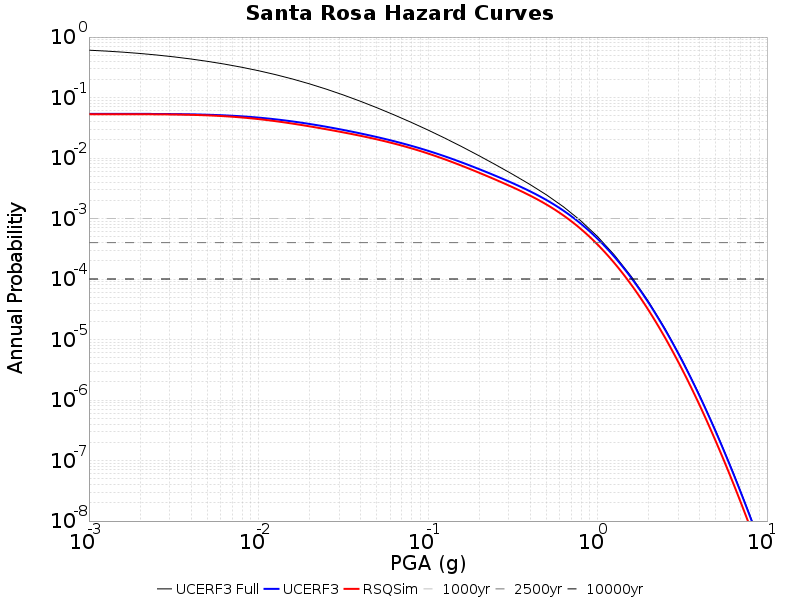 Santa Rosa Hazard Curves
Annual Probabilitiy
10^0
10^-1
10^-2
10^-3
10^-4
10^-5
10^-6
10^-7
10^-8
10^-3 10^-2 10^-1 10^0 10^1
PGA (g)
UCERF3 Full UCERF3 RSQSim 1000yr 2500yr 10000yr